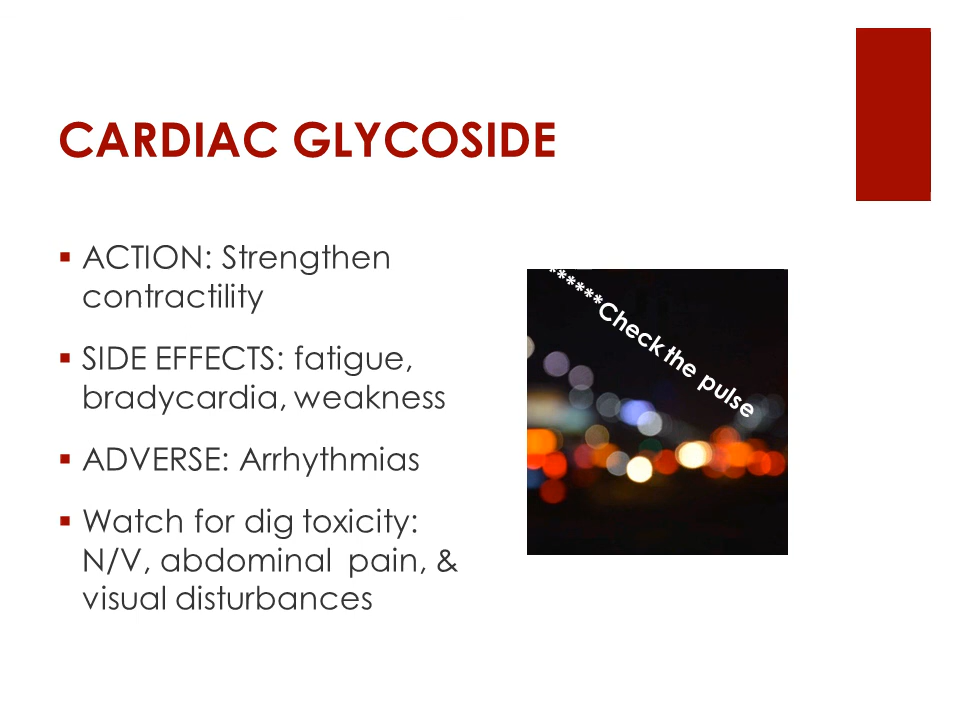 CARDIAC GLYCOSIDE
▪ ACTION: Strengthen
contractility
▪ SIDE EFFECTS: fatigue,
bradycardia, weakness
▪ ADVERSE: Arrhythmias
▪ Watch for dig toxicity:
N/V, abdominal pain, &
visual disturbances
******Check the pulse